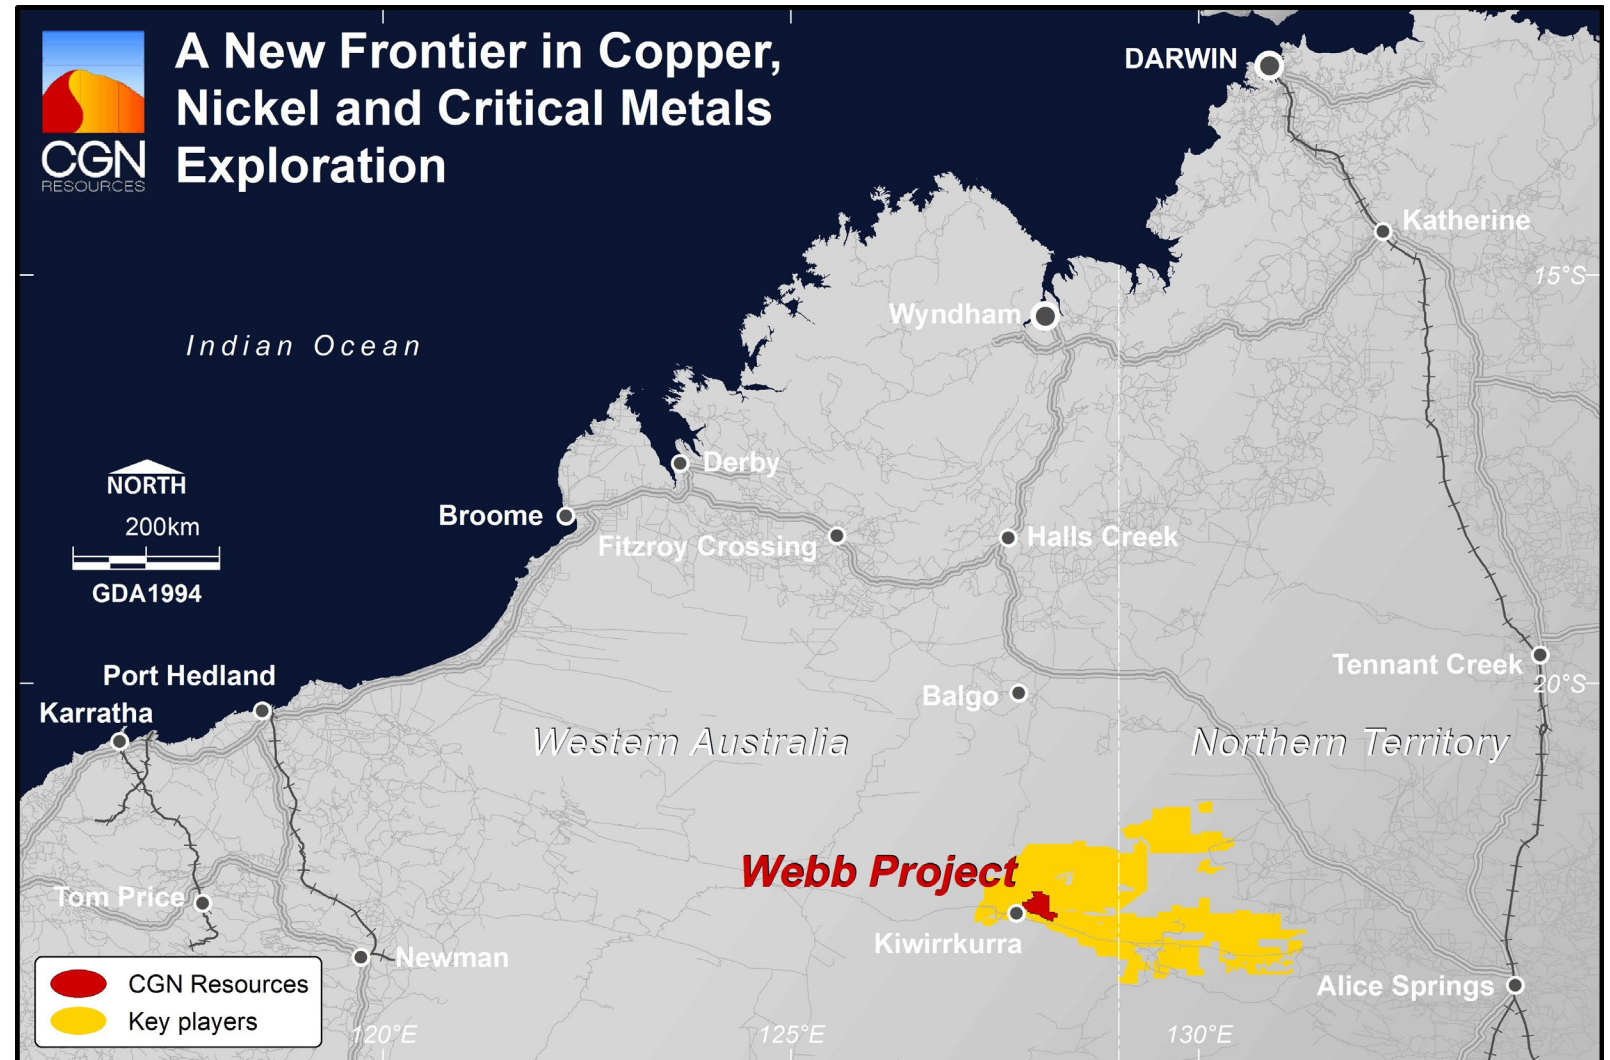 A New Frontier in Copper,
Nickel and Critical Metals
Exploration
CGN
RESOURCES
DARWIN
Katherine
15°S
Wyndham
Indian Ocean
Derby
NORTH
Broome
200km
Fitzroy Crossing
Halls Creek
GDA1994
Tennant Creek
Port Hedland
20°S
Balgo
Karratha
Western Australia
Northern Territory
Webb Project
Tom Price
Kiwirrkurra
Newman
CGN Resources
Alice Springs
Key players
120°E
125°E
130°E